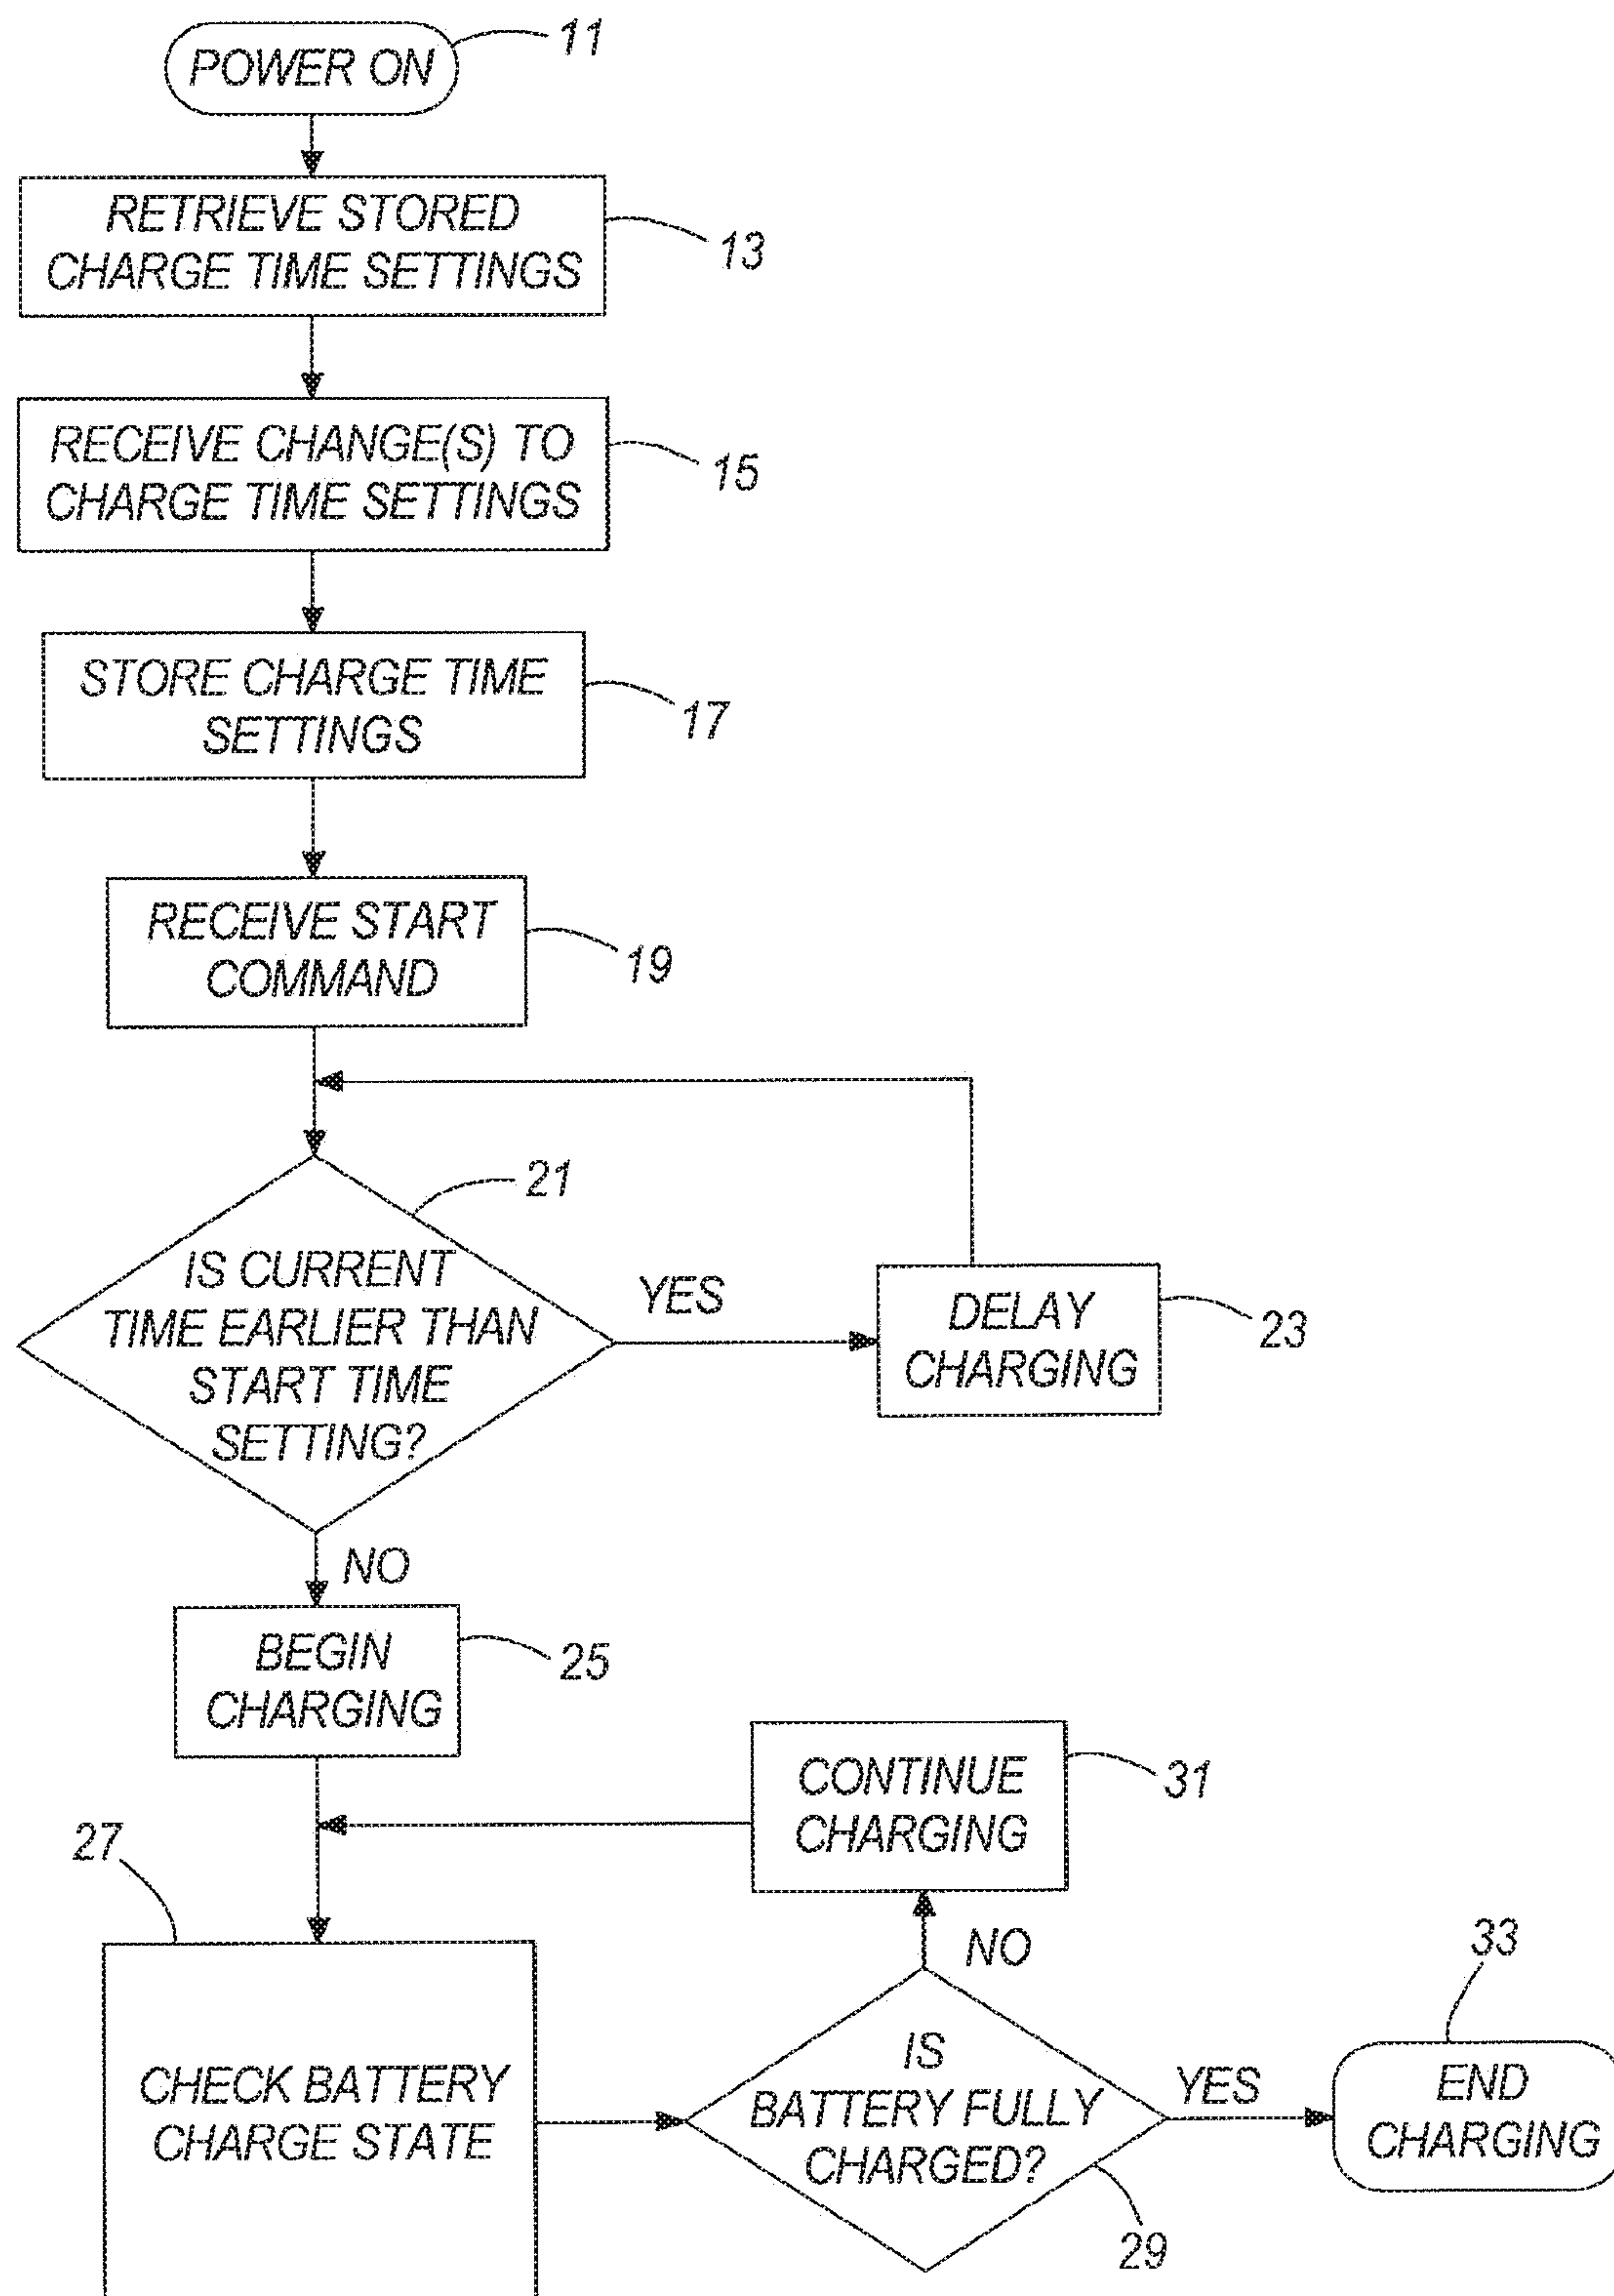 POWER ON
11
RETRIEVE STORED
CHARGE TIME SETTINGS
13
RECEIVE CHANGE(S) TO
CHARGE TIME SETTINGS
15
STORE CHARGE TIME
SETTINGS
17
RECEIVE START
COMMAND
19
21
IS CURRENT
TIME EARLIER THAN
START TIME
SETTING?
YES
DELAY
CHARGING
23
NO
BEGIN
CHARGING
25
CONTINUE
CHARGING
31
27
CHECK BATTERY
CHARGE STATE
NO
IS
BATTERY FULLY
CHARGED?
29
YES
33
END
CHARGING